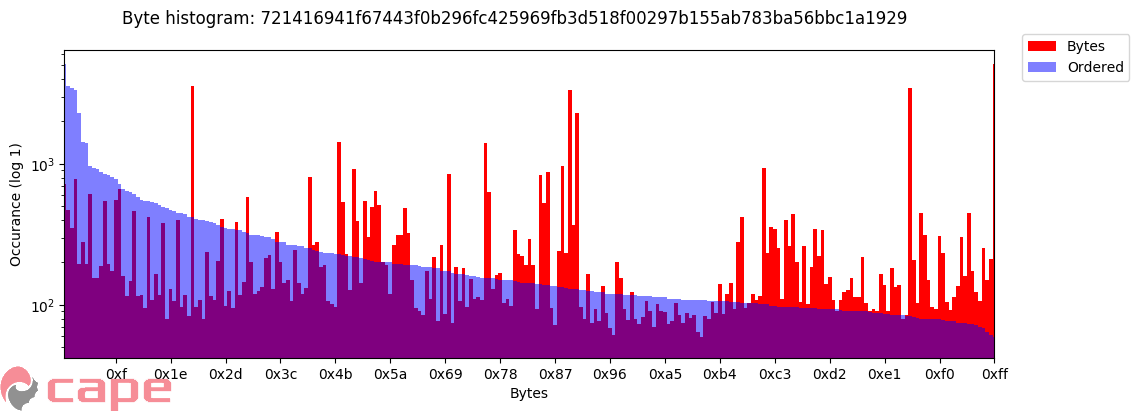 Byte histogram: 721416941f67443f0b296fc425969fb3d518f00297b155ab783ba56bbc1a1929
Bytes
Ordered
Occurance (log 1)
10³
10²
0xf 0x1e 0x2d 0x3c 0x4b 0x5a 0x69 0x78 0x87 0x96 0xa5 0xb4 0xc3 0xd2 0xe1 0xf0 0xff
Bytes
cape